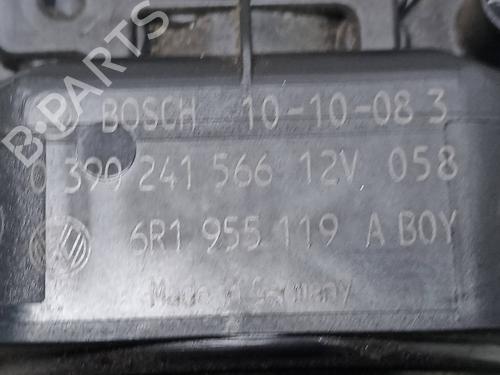 BOSCH 10-10-08 3
0 390 241 566 12V 058
6R1 955 119 A BOY
Made in Germany
B-PARTS